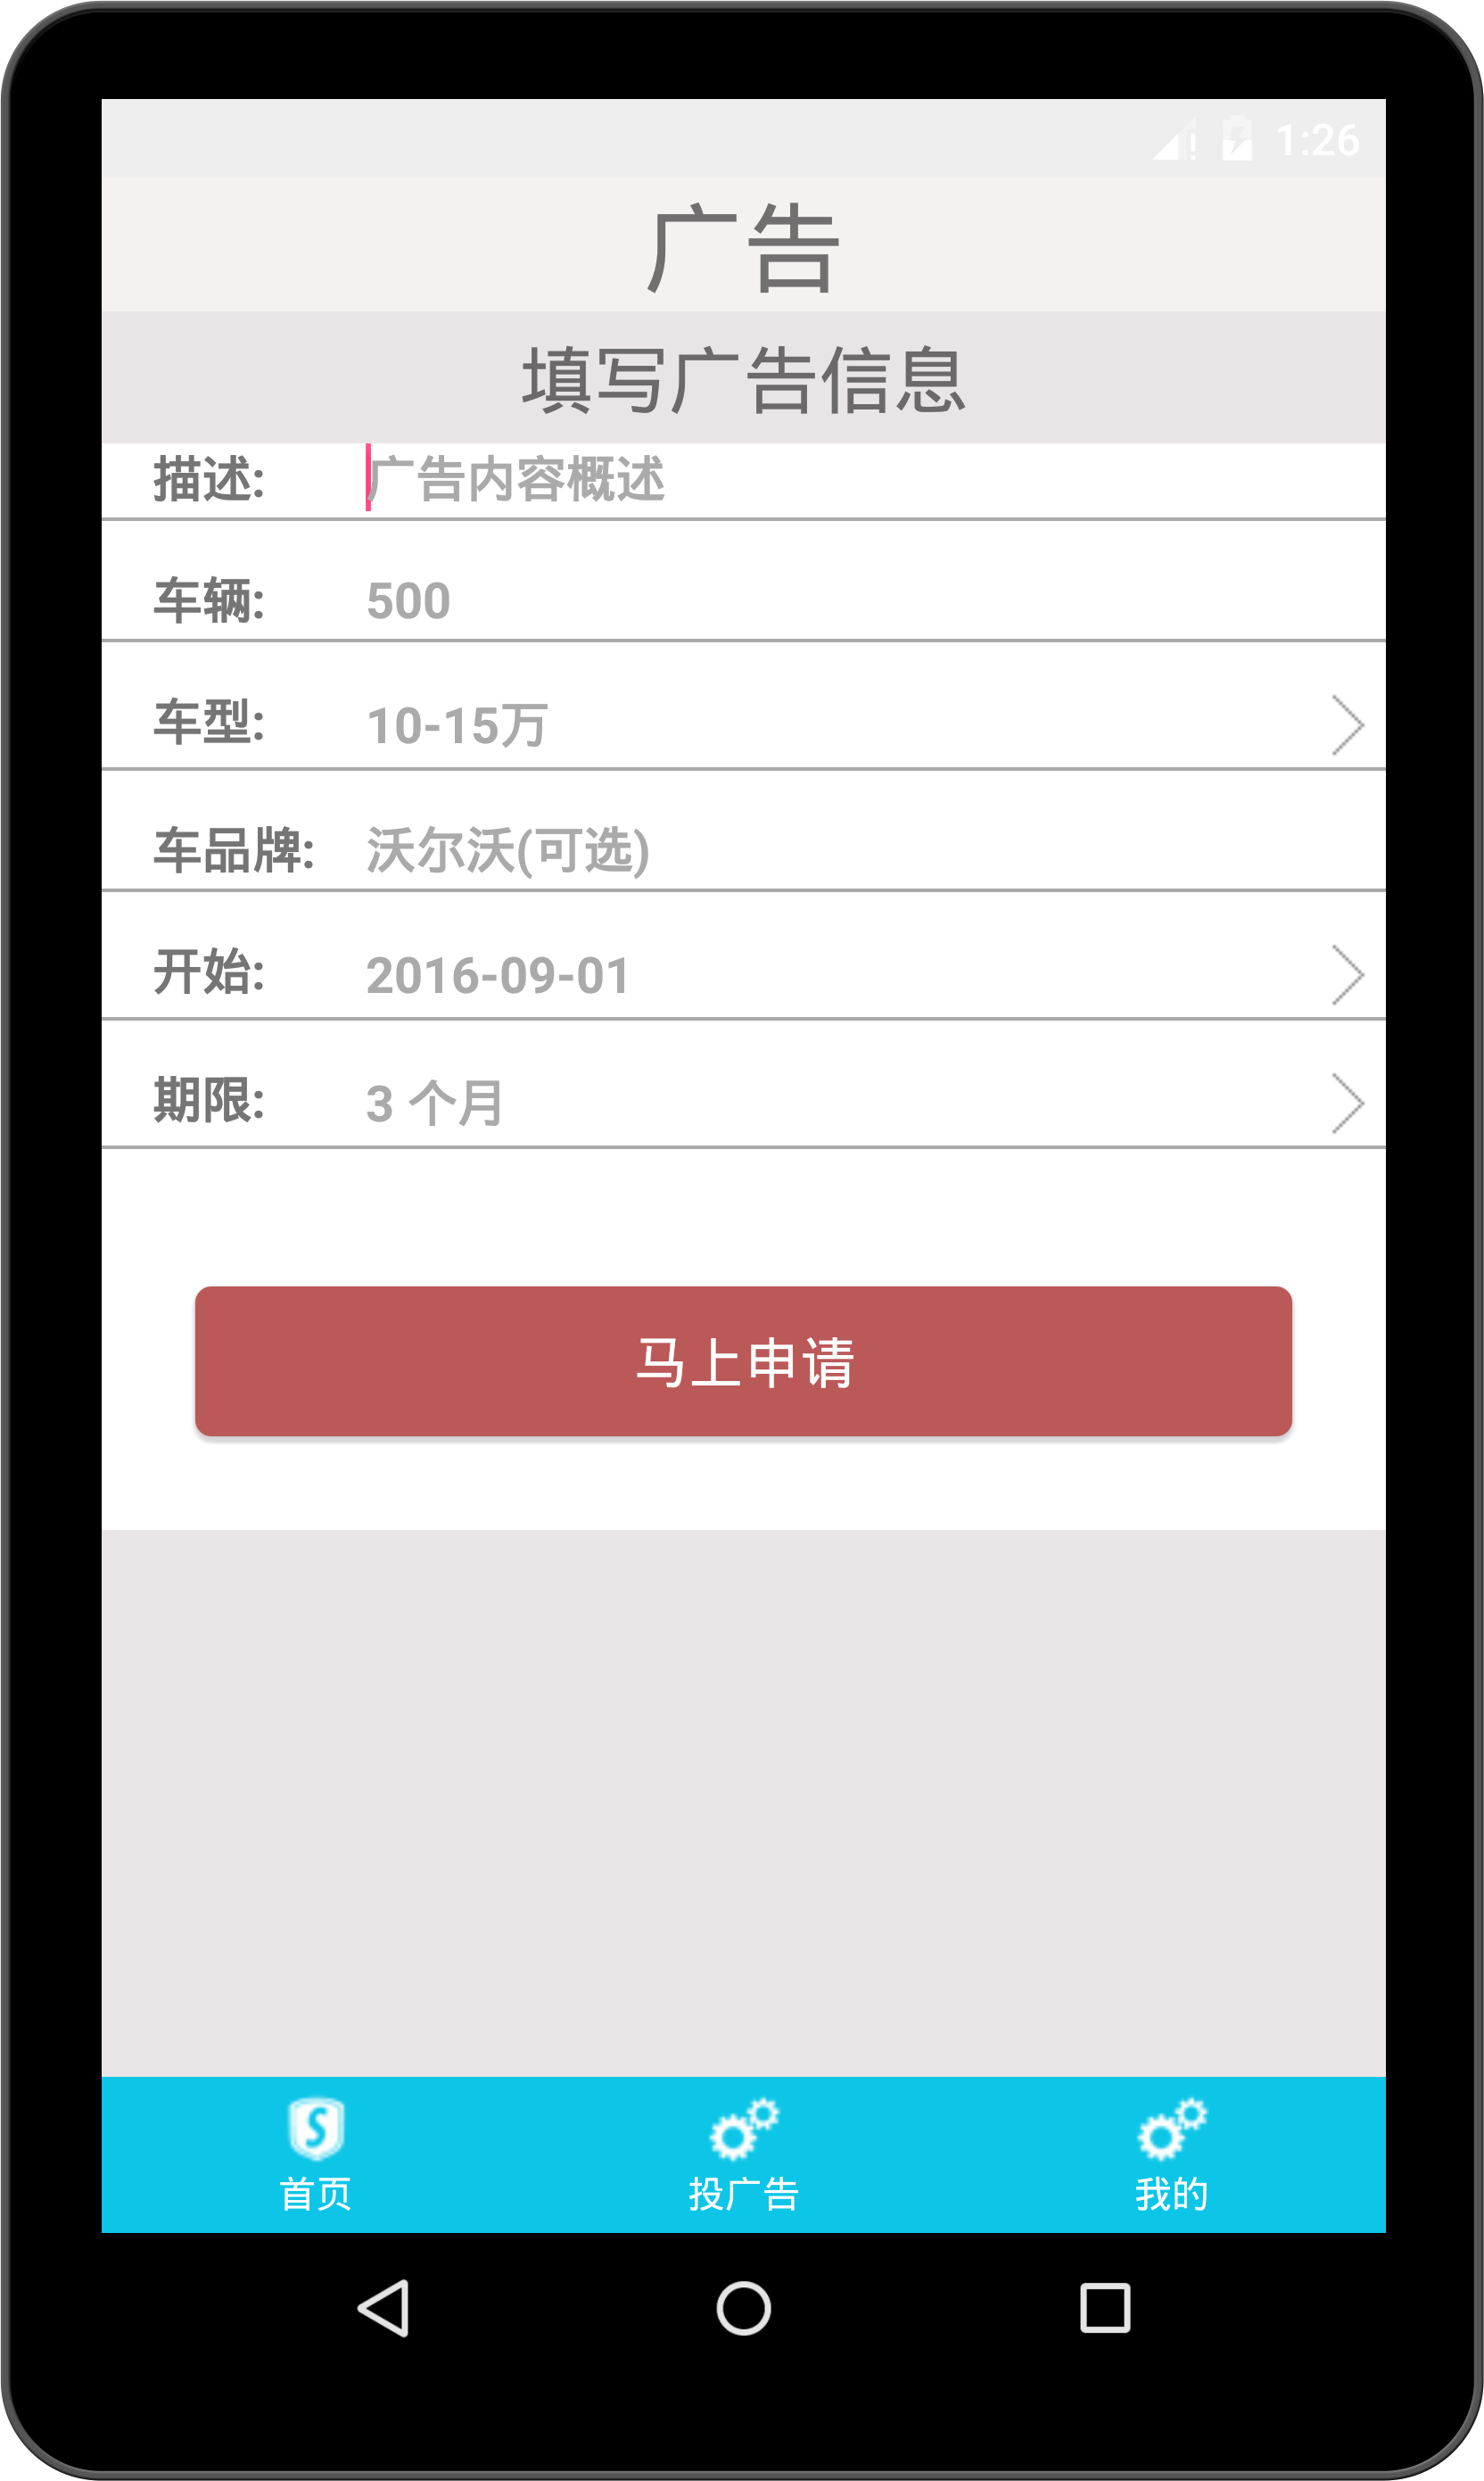 1:26
广告
填写广告信息
描述: 广告内容概述
车辆: 500
车型: 10-15万
车品牌: 沃尔沃(可选)
开始: 2016-09-01
期限: 3 个月
马上申请
首页 投广告 我的